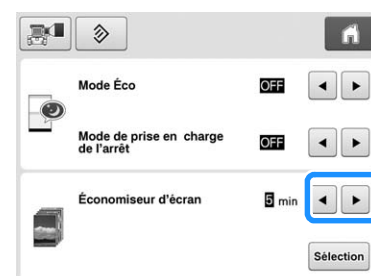 Mode Éco OFF
Mode de prise en charge
de l'arrêt OFF
Économiseur d'écran 5 min
Sélection